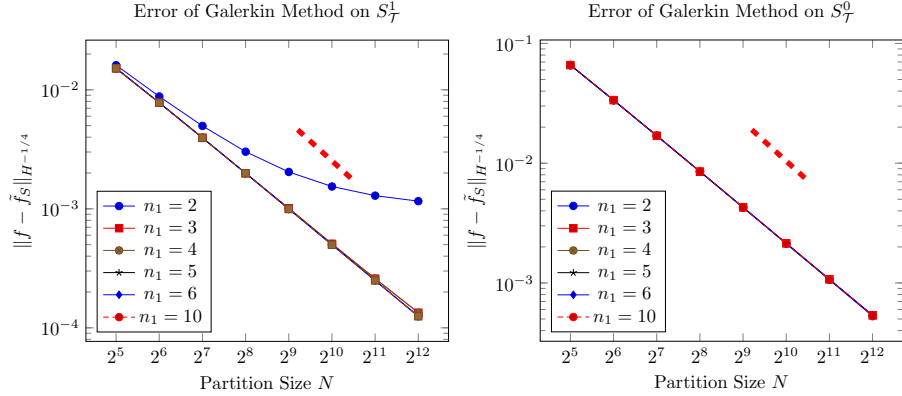 Error of Galerkin Method on $S^1_{\mathcal{T}}$
$\|f - \tilde{f}_S\|_{H^{-1/4}}$
10^{-2}
10^{-3}
10^{-4}
n_1 = 2
n_1 = 3
n_1 = 4
n_1 = 5
n_1 = 6
n_1 = 10
2^5 2^6 2^7 2^8 2^9 2^{10} 2^{11} 2^{12}
Partition Size N
Error of Galerkin Method on $S^0_{\mathcal{T}}$
$\|f - \tilde{f}_S\|_{H^{-1/4}}$
10^{-1}
10^{-2}
10^{-3}
n_1 = 2
n_1 = 3
n_1 = 4
n_1 = 5
n_1 = 6
n_1 = 10
2^5 2^6 2^7 2^8 2^9 2^{10} 2^{11} 2^{12}
Partition Size N